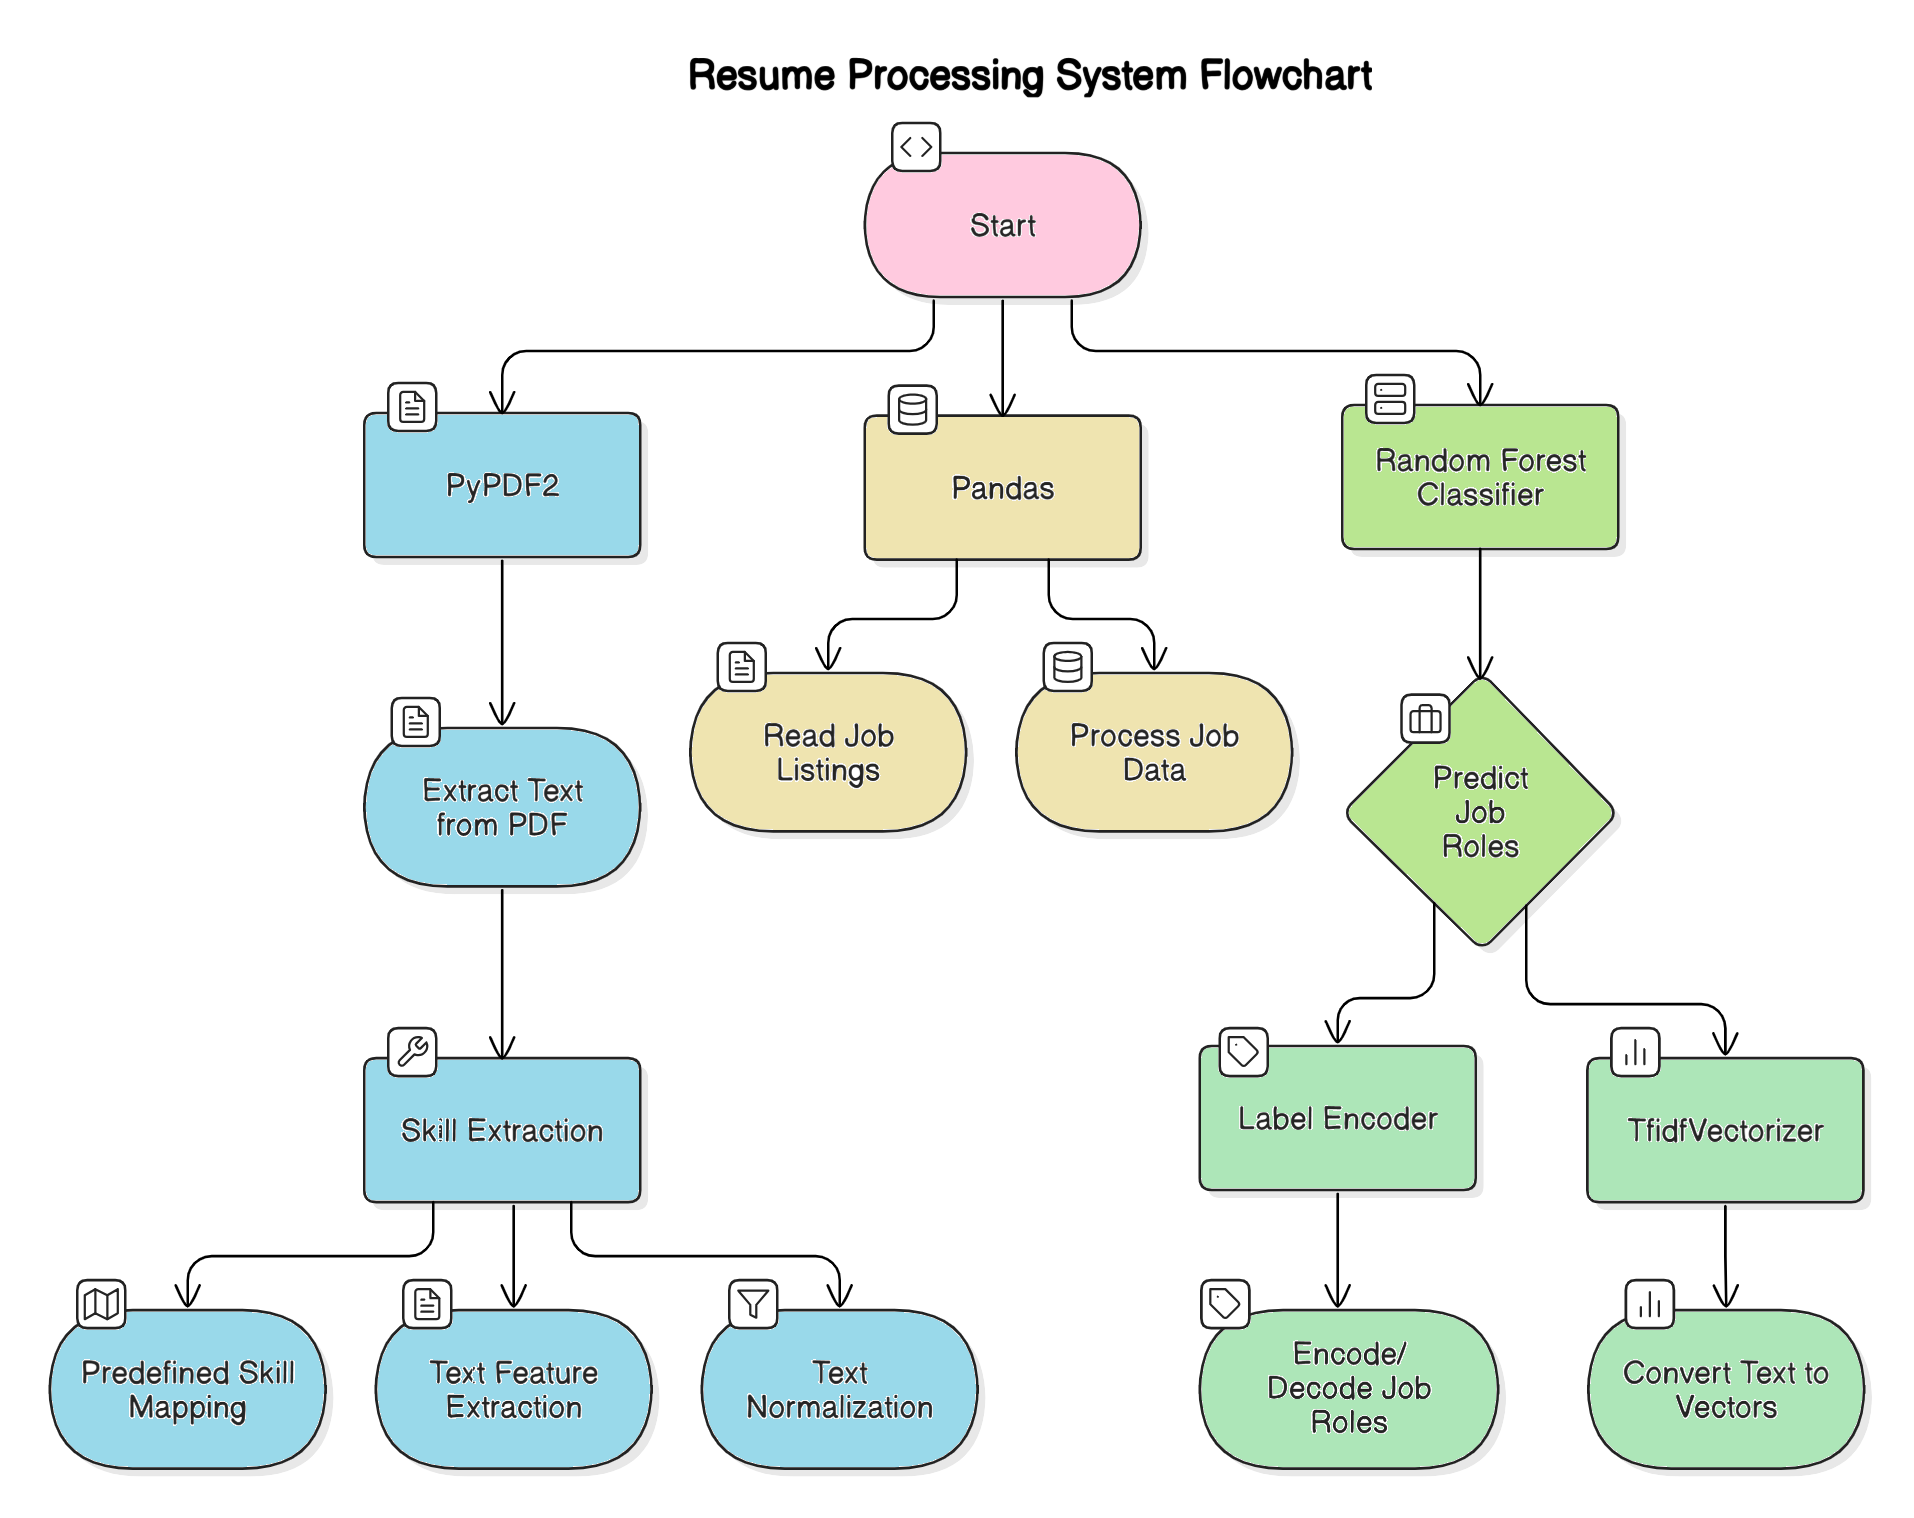 Resume Processing System Flowchart
Start
PyPDF2
Pandas
Random Forest
Classifier
Read Job
Listings
Process Job
Data
Predict
Job
Roles
Extract Text
from PDF
Skill Extraction
Label Encoder
TfidfVectorizer
Predefined Skill
Mapping
Text Feature
Extraction
Text
Normalization
Encode/
Decode Job
Roles
Convert Text to
Vectors